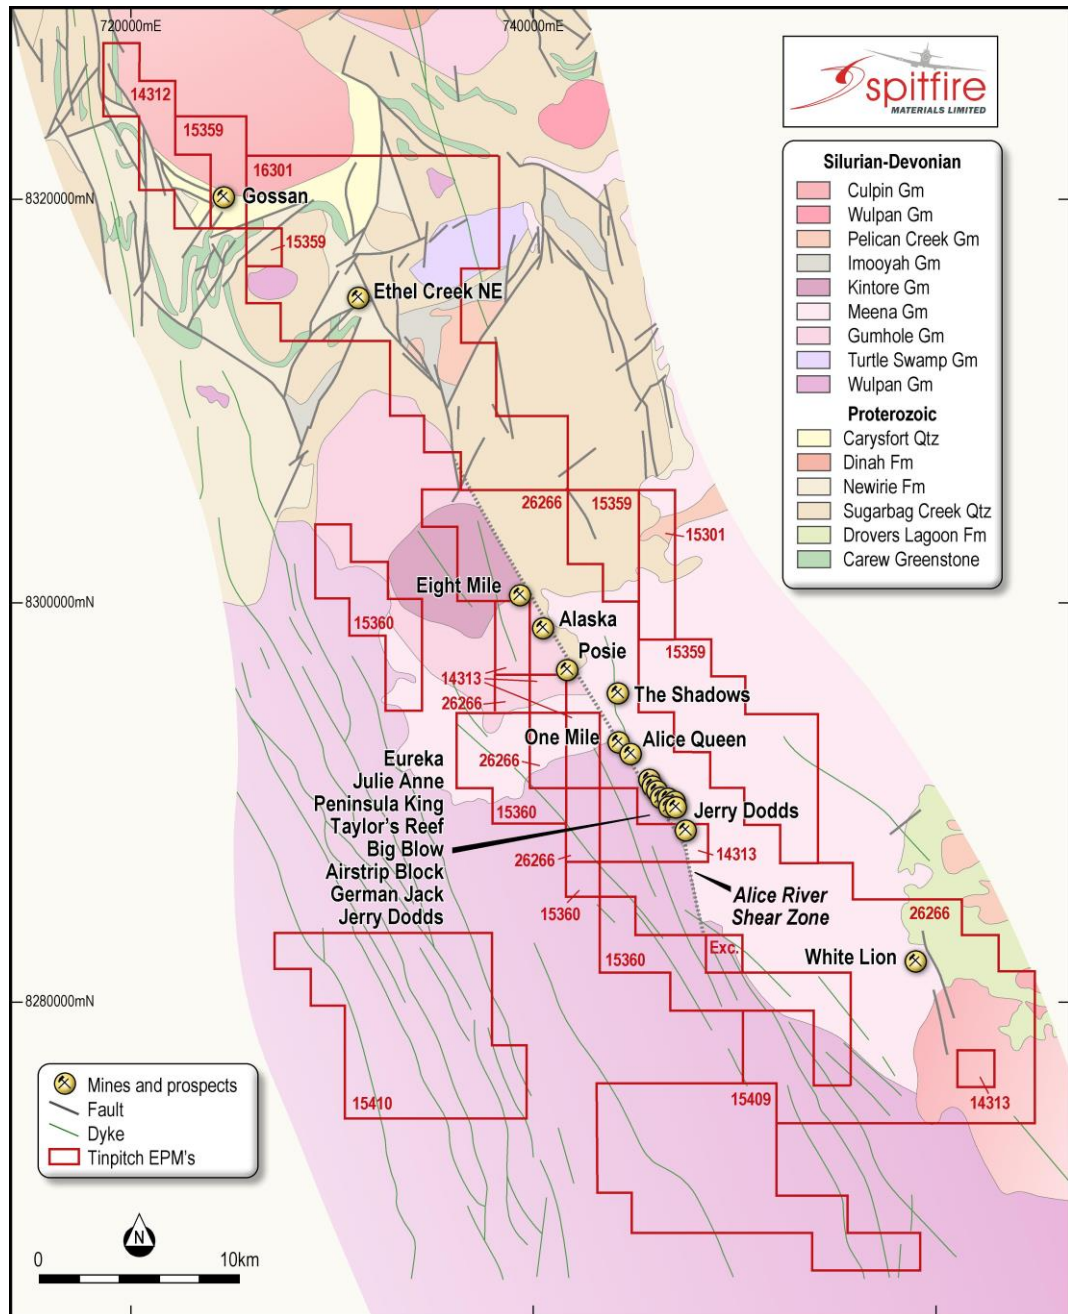 720000mE
740000mE
spitfire
MATERIALS LIMITED
14312
15359
16301
8320000mN
Gossan
15359
Ethel Creek NE
Silurian-Devonian
Culpin Gm
Wulpan Gm
Pelican Creek Gm
Imooyah Gm
Kintore Gm
Meena Gm
Gumhole Gm
Turtle Swamp Gm
Wulpan Gm
Proterozoic
Carysfort Qtz
Dinah Fm
Newirie Fm
Sugarbag Creek Qtz
Drovers Lagoon Fm
Carew Greenstone
26266
15359
15301
Eight Mile
8300000mN
Alaska
15360
Posie
15359
14313
26266
The Shadows
One Mile
Alice Queen
26266
Eureka
Julie Anne
Peninsula King
Taylor's Reef
Big Blow
Airstrip Block
German Jack
Jerry Dodds
15360
Jerry Dodds
14313
26266
Alice River
Shear Zone
15360
26266
Exc.
15360
White Lion
8280000mN
15410
15409
14313
Mines and prospects
Fault
Dyke
Tinpitch EPM's
N
0
10km